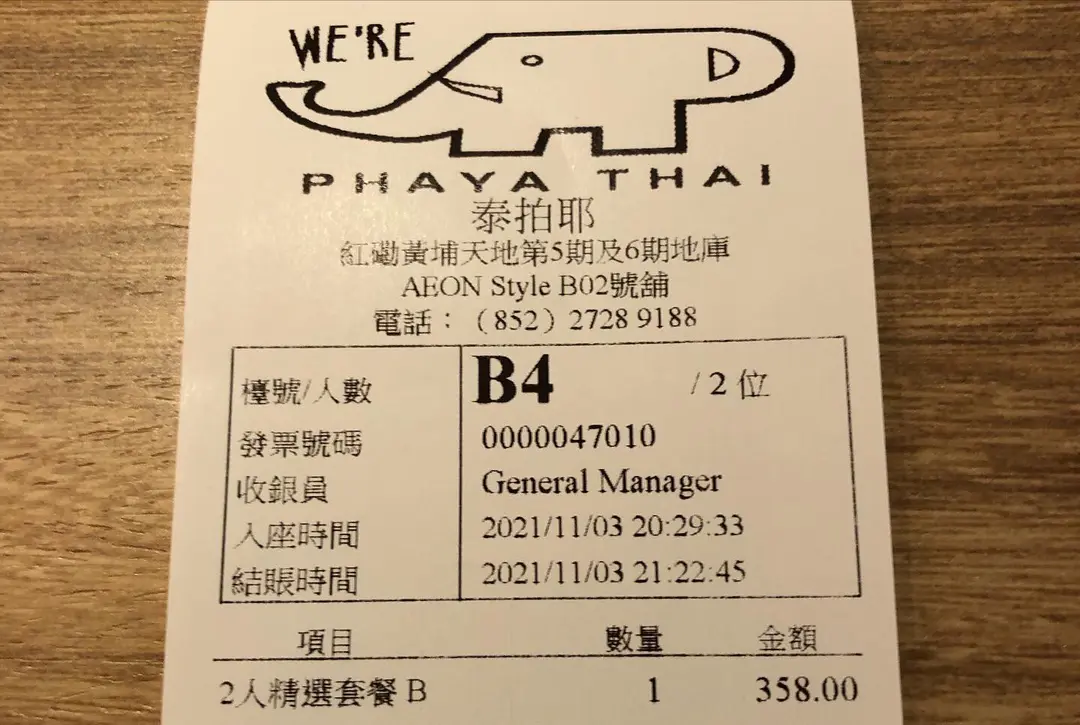 WE'RE
PHAYA THAI
泰拍耶
紅磡黃埔天地第5期及6期地庫
AEON Style B02號舖
電話：（852）2728 9188
檯號/人數 B4 / 2 位
發票號碼 0000047010
收銀員 General Manager
入座時間 2021/11/03 20:29:33
結賬時間 2021/11/03 21:22:45
項目 數量 金額
2人精選套餐 B 1 358.00